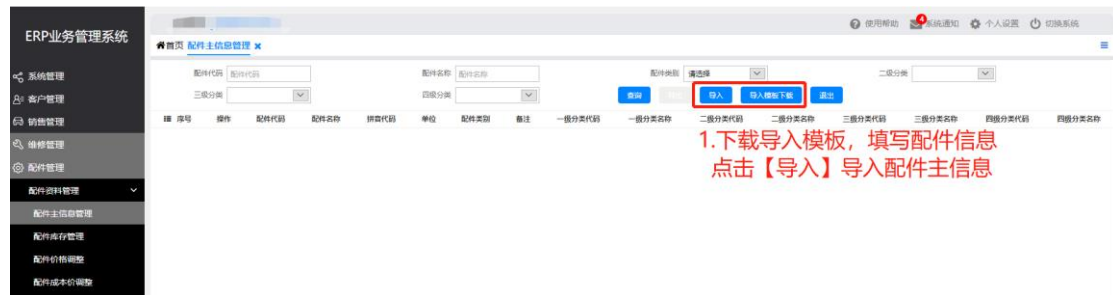 ERP业务管理系统
使用帮助 4 系统通知 个人设置 切换系统
首页 配件主信息管理 ×
系统管理
客户管理
销售管理
维修管理
配件管理
配件资料管理
配件主信息管理
配件库存管理
配件价格调整
配件成本价调整
配件代码 配件代码 配件名称 配件名称 配件类别 请选择 二级分类
三级分类 四级分类 查询 导入 导入模板下载 退出
序号 操作 配件代码 配件名称 拼音代码 单位 配件类别 备注 一级分类代码 一级分类名称 二级分类代码 二级分类名称 三级分类代码 三级分类名称 四级分类代码 四级分类名称
1.下载导入模板，填写配件信息
点击【导入】导入配件主信息